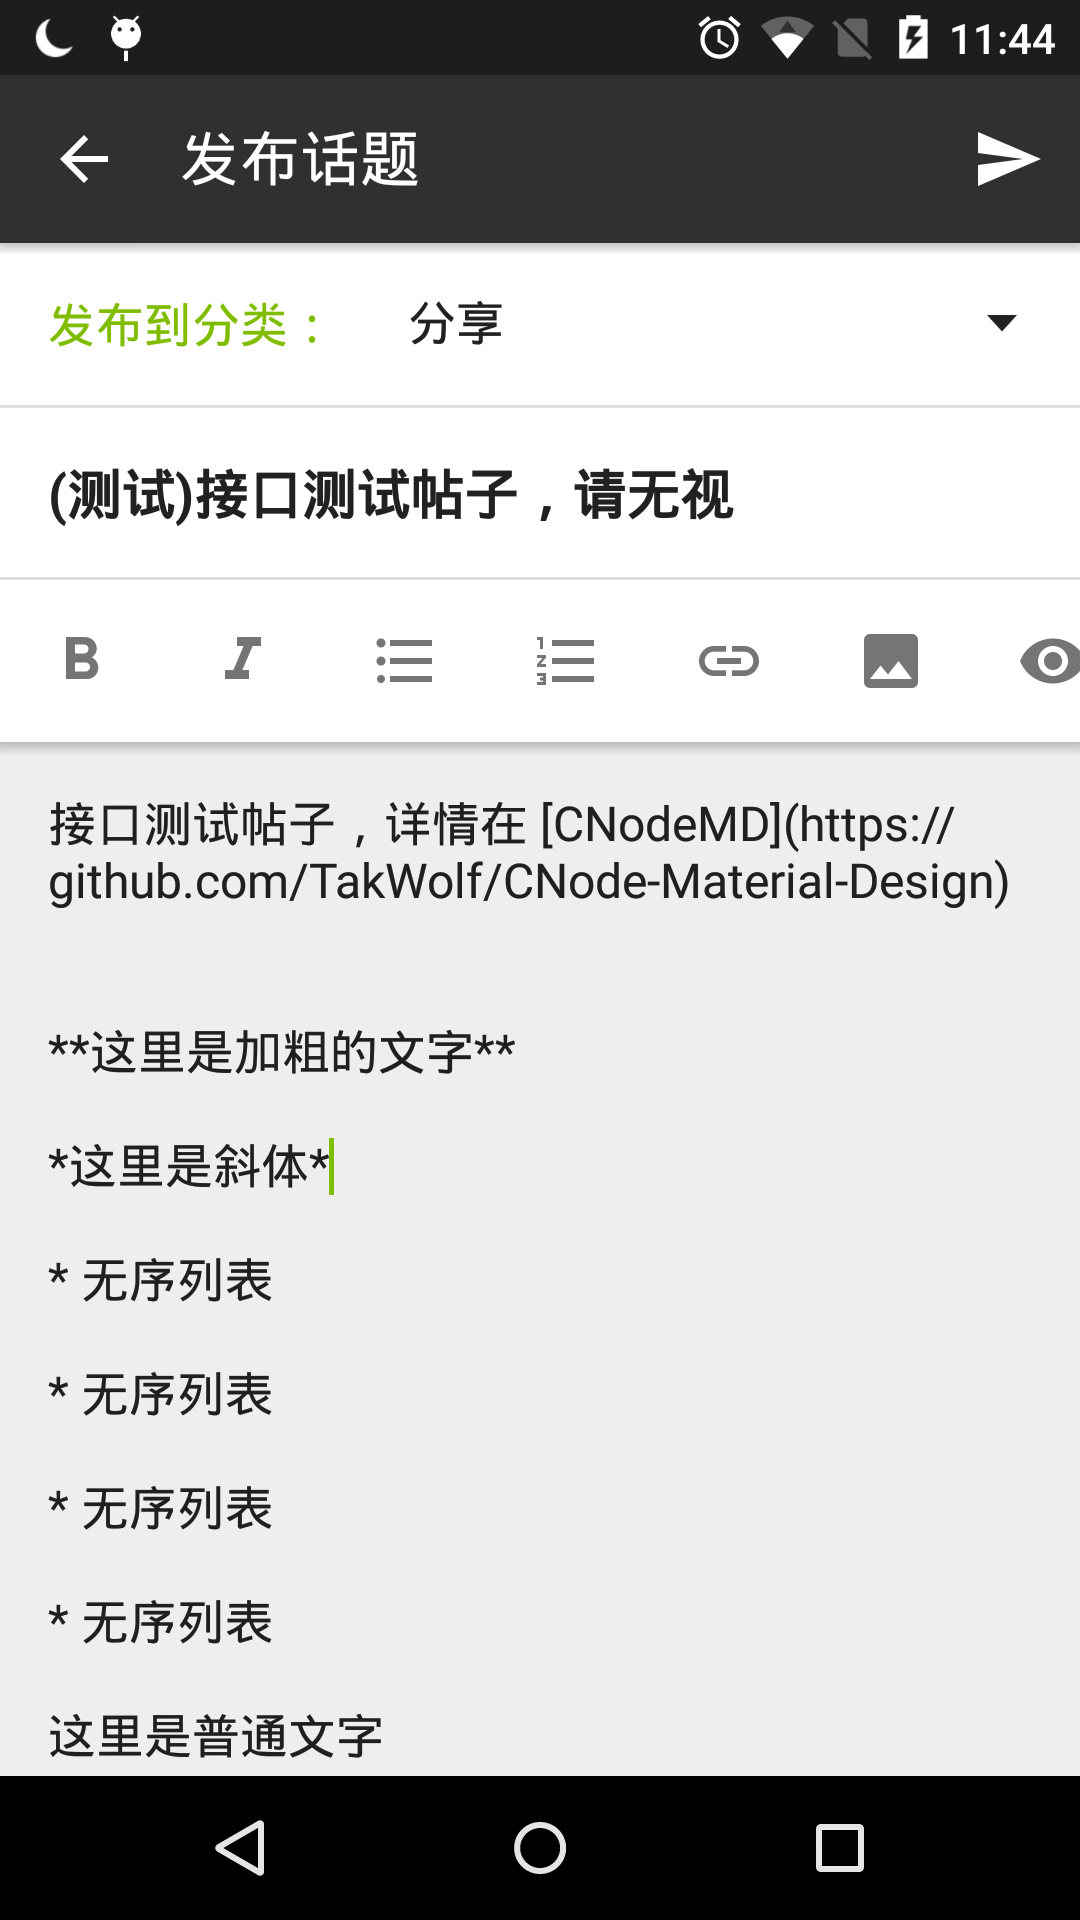 11:44
发布话题
发布到分类：
分享
(测试)接口测试帖子，请无视
接口测试帖子，详情在 [CNodeMD](https://
github.com/TakWolf/CNode-Material-Design)
**这里是加粗的文字**
*这里是斜体*
* 无序列表
* 无序列表
* 无序列表
* 无序列表
这里是普通文字